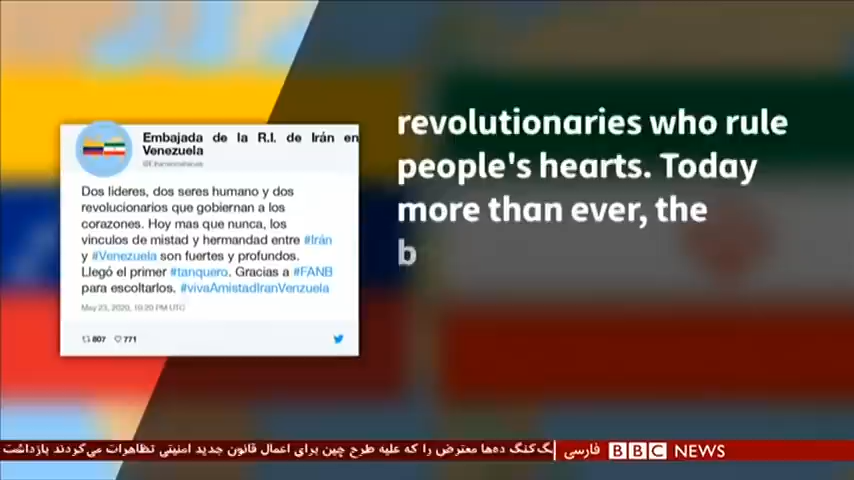 Embajada de la R.I. de Irán en
Venezuela
Dos lideres, dos seres humano y dos
revolucionarios que gobiernan a los
corazones. Hoy mas que nunca, los
vinculos de mistad y hermandad entre #Irán
y #Venezuela son fuertes y profundos.
Llegó el primer #tanquero. Gracias a #FANB
para escoltarlos. #vivaAmistadIranVenzuela
May 23, 2020, 10:20 PM UTC
807 771
revolutionaries who rule
people's hearts. Today
more than ever, the
b
گ‌کنگ ده‌ها معترض را که علیه طرح چین برای اعمال قانون جدید امنیتی تظاهرات می‌کردند بازداشت
فارسی BBC NEWS